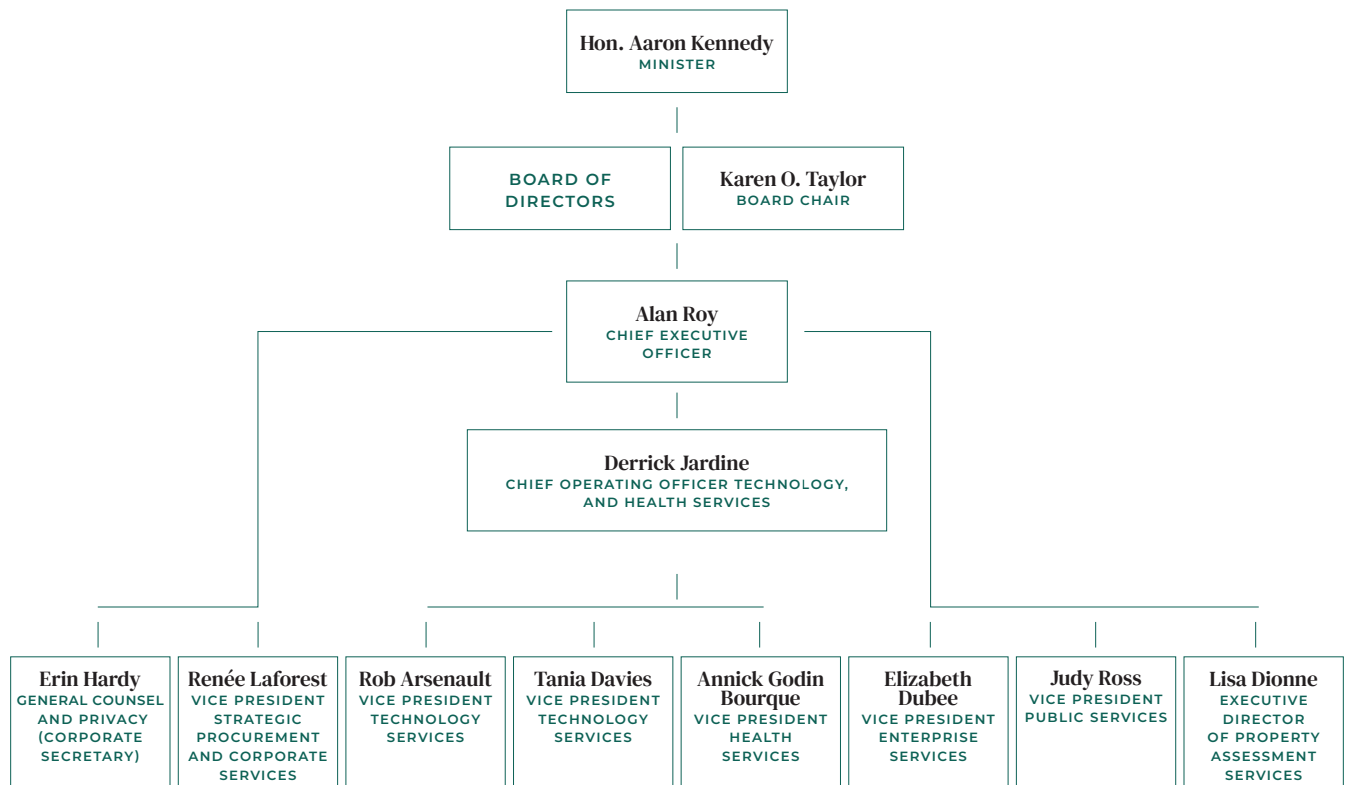 Hon. Aaron Kennedy
MINISTER
BOARD OF
DIRECTORS
Karen O. Taylor
BOARD CHAIR
Alan Roy
CHIEF EXECUTIVE
OFFICER
Derrick Jardine
CHIEF OPERATING OFFICER TECHNOLOGY,
AND HEALTH SERVICES
Erin Hardy
GENERAL COUNSEL
AND PRIVACY
(CORPORATE
SECRETARY)
Renée Laforest
VICE PRESIDENT
STRATEGIC
PROCUREMENT
AND CORPORATE
SERVICES
Rob Arsenault
VICE PRESIDENT
TECHNOLOGY
SERVICES
Tania Davies
VICE PRESIDENT
TECHNOLOGY
SERVICES
Annick Godin
Bourque
VICE PRESIDENT
HEALTH
SERVICES
Elizabeth
Dubee
VICE PRESIDENT
ENTERPRISE
SERVICES
Judy Ross
VICE PRESIDENT
PUBLIC SERVICES
Lisa Dionne
EXECUTIVE
DIRECTOR
OF PROPERTY
ASSESSMENT
SERVICES